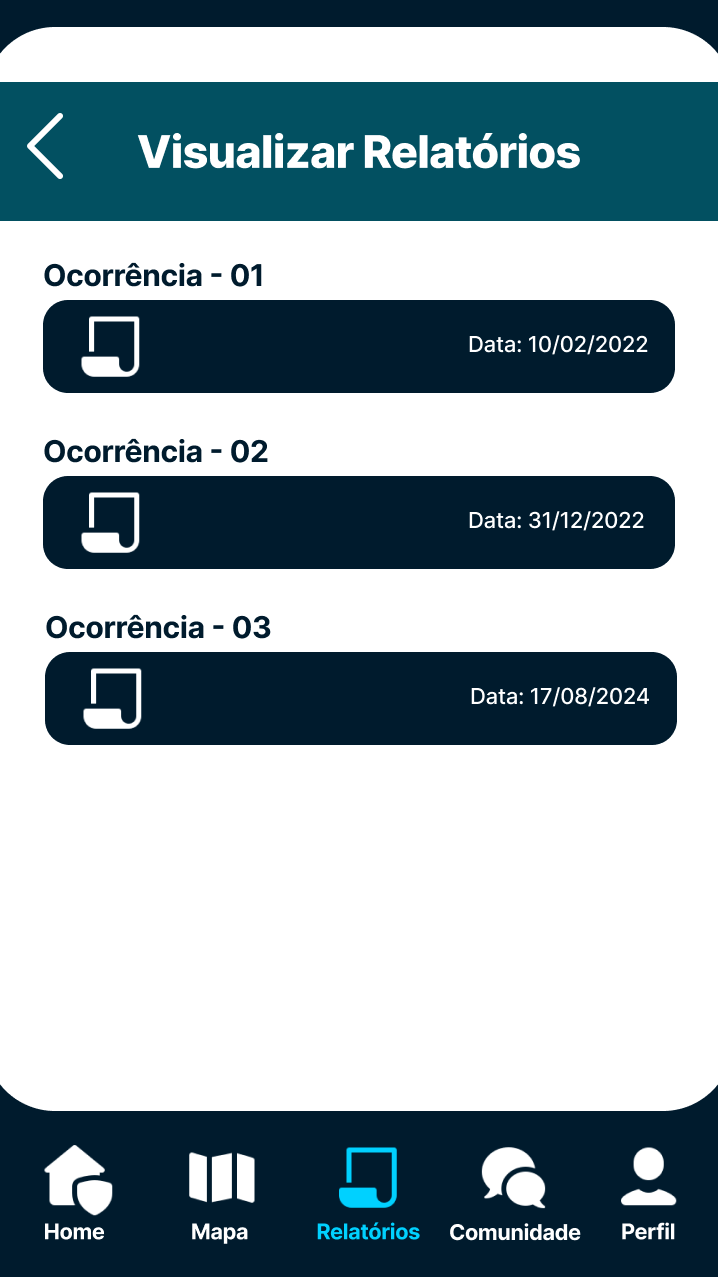 Visualizar Relatórios
Ocorrência - 01
Data: 10/02/2022
Ocorrência - 02
Data: 31/12/2022
Ocorrência - 03
Data: 17/08/2024
Home Mapa Relatórios Comunidade Perfil